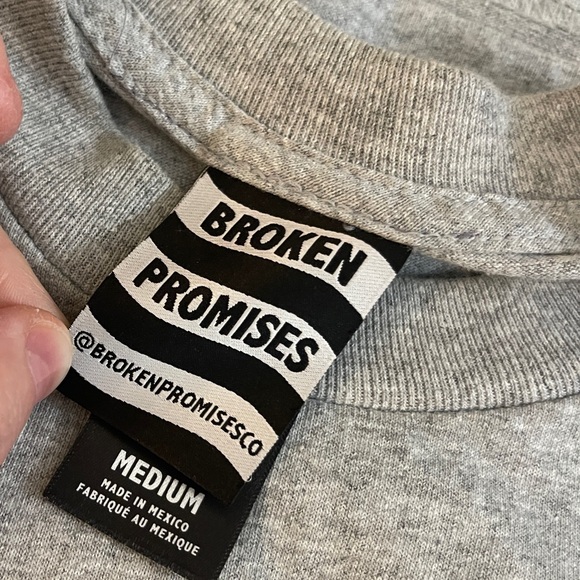 BROKEN
PROMISES
@BROKENPROMISESCO
MEDIUM
MADE IN MEXICO
FABRIQUÉ AU MEXIQUE